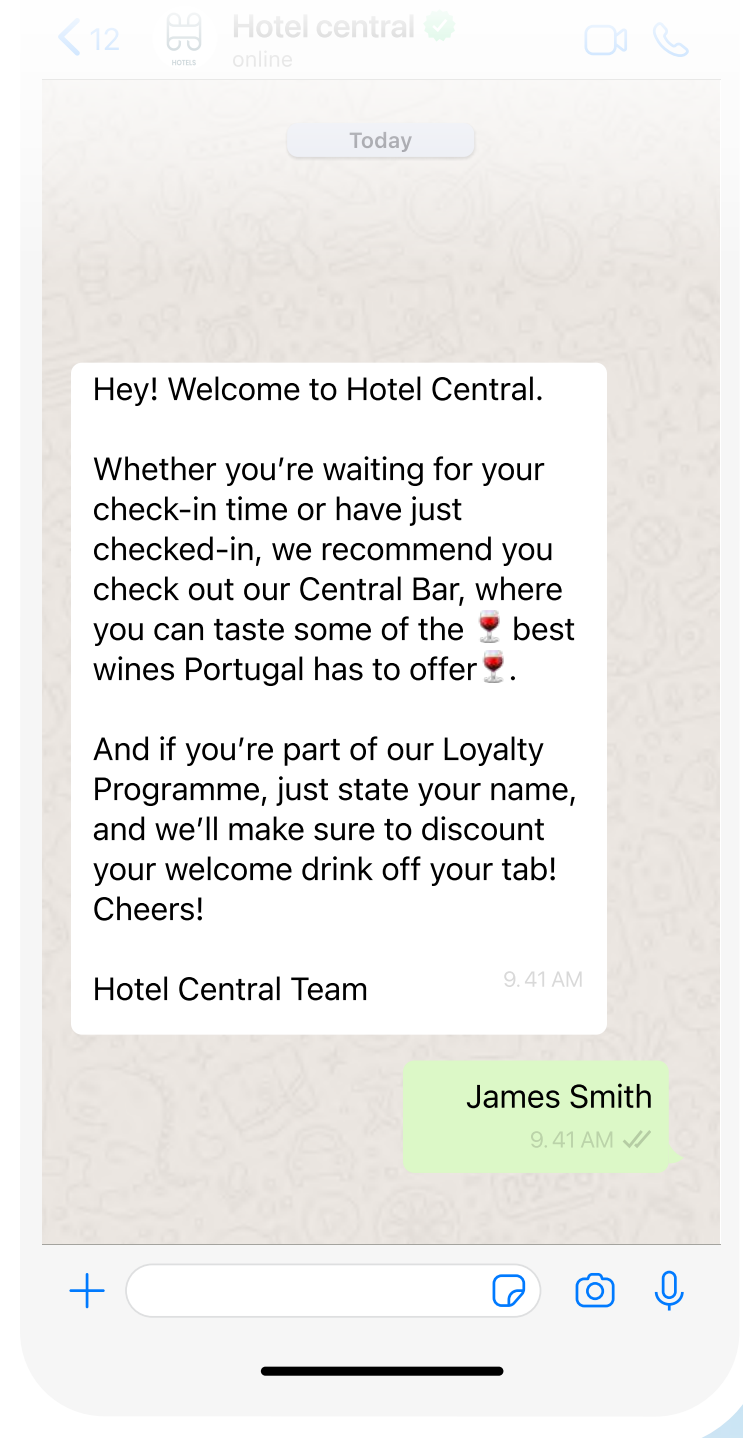 12
Hotel central
HOTELS
online
Today
Hey! Welcome to Hotel Central.
Whether you’re waiting for your
check-in time or have just
checked-in, we recommend you
check out our Central Bar, where
you can taste some of the 🍷 best
wines Portugal has to offer🍷.
And if you’re part of our Loyalty
Programme, just state your name,
and we’ll make sure to discount
your welcome drink off your tab!
Cheers!
Hotel Central Team
9.41 AM
James Smith
9.41 AM